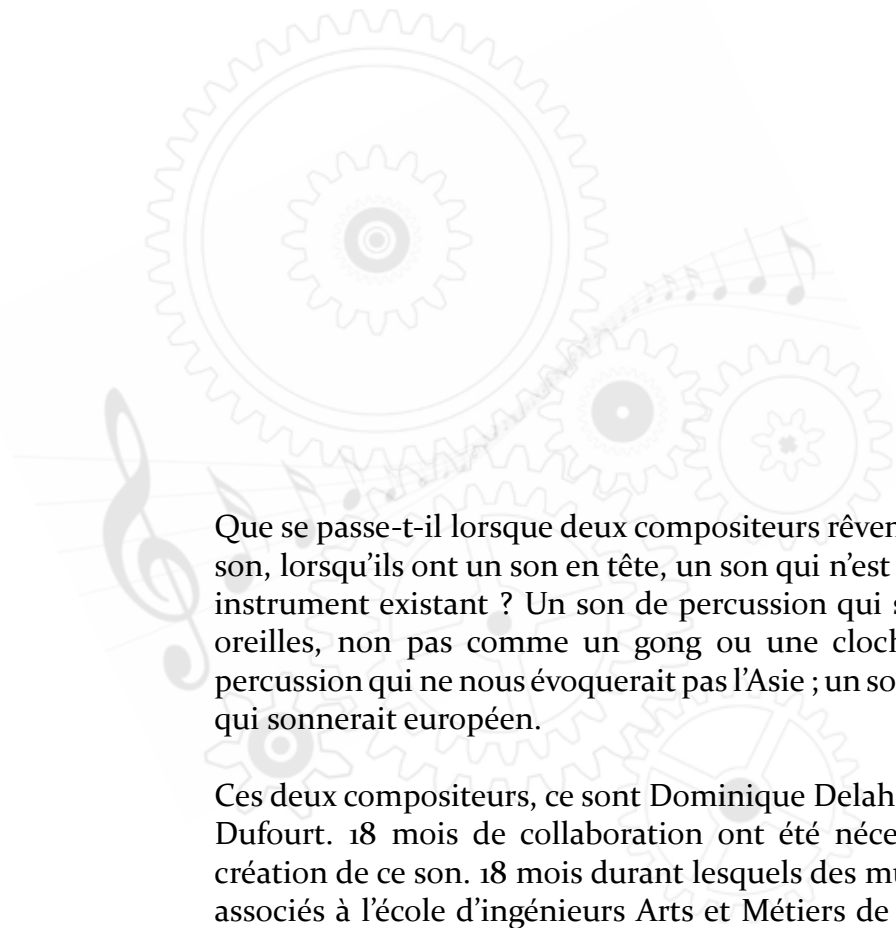 Que se passe-t-il lorsque deux compositeurs rêven
son, lorsqu'ils ont un son en tête, un son qui n'est
instrument existant ? Un son de percussion qui s
oreilles, non pas comme un gong ou une cloch
percussion qui ne nous évoquerait pas l'Asie ; un so
qui sonnerait européen.
Ces deux compositeurs, ce sont Dominique Delah
Dufourt. 18 mois de collaboration ont été néce
création de ce son. 18 mois durant lesquels des mu
associés à l'école d'ingénieurs Arts et Métiers de